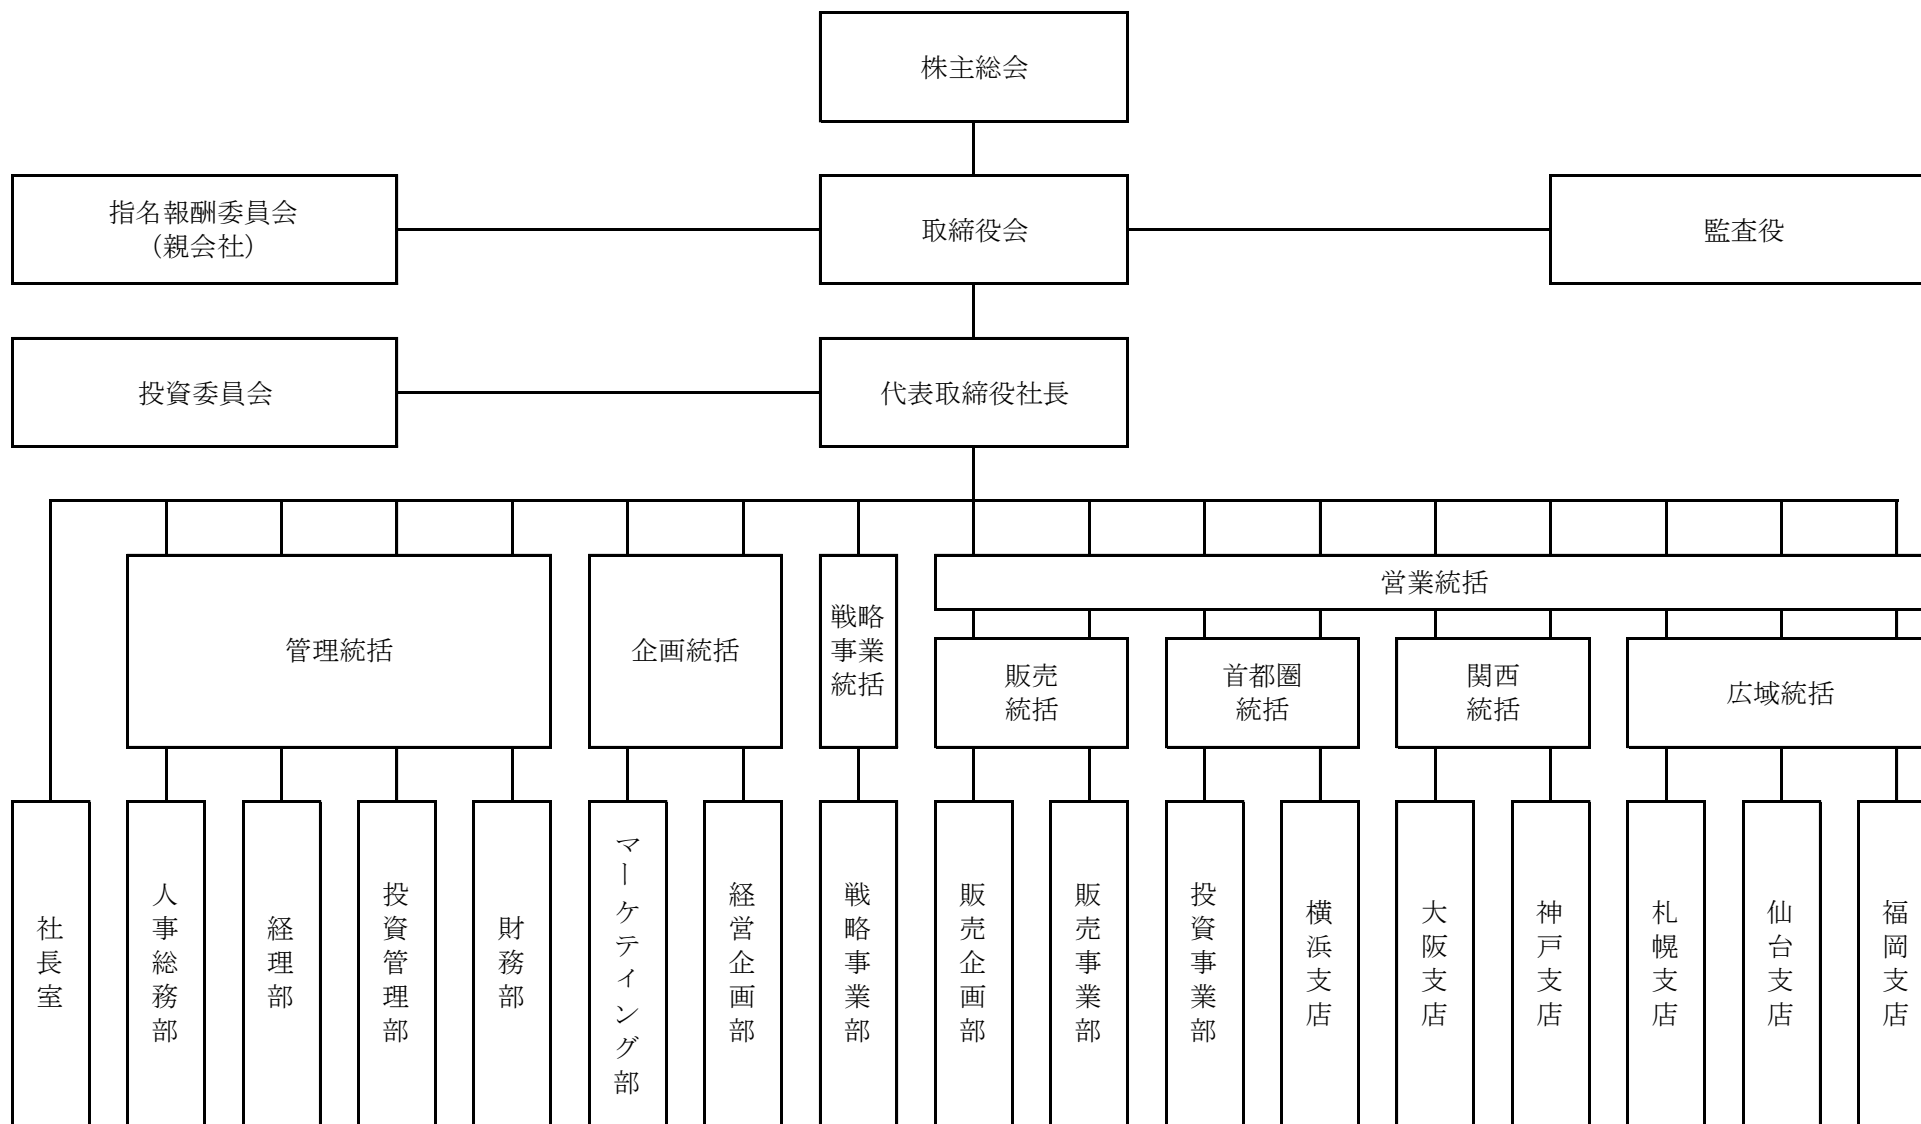 株主総会
指名報酬委員会
(親会社)
取締役会
監査役
投資委員会
代表取締役社長
管理統括
企画統括
戦略
事業
統括
営業統括
販売
統括
首都圏
統括
関西
統括
広域統括
社長室
人事総務部
経理部
投資管理部
財務部
マーケティング部
経営企画部
戦略事業部
販売企画部
販売事業部
投資事業部
横浜支店
大阪支店
神戸支店
札幌支店
仙台支店
福岡支店